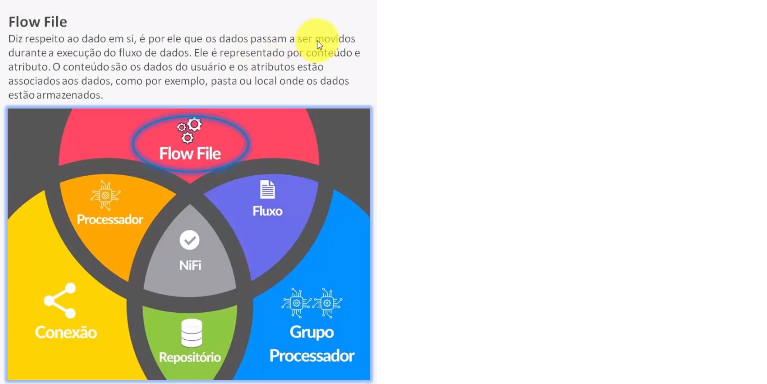 Flow File
Diz respeito ao dado em si, é por ele que os dados passam a ser movidos
durante a execução do fluxo de dados. Ele é representado por conteúdo e
atributo. O conteúdo são os dados do usuário e os atributos estão
associados aos dados, como por exemplo, pasta ou local onde os dados
estão armazenados.
Flow File
Processador
Fluxo
NiFi
Conexão
Repositório
Grupo
Processador